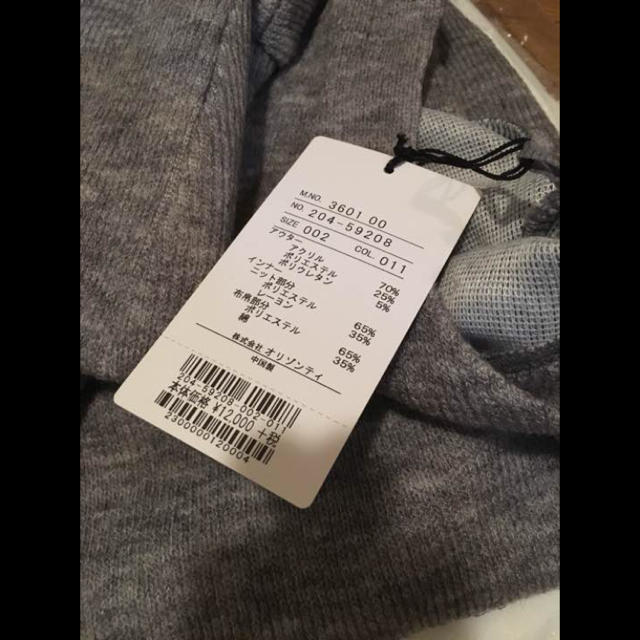 M.NO. 3601 00
NO. 204-59208
SIZE 002 COL. 011
アウター
アクリル 70%
ポリエステル 25%
ポリウレタン 5%
インナー部分
ニット部分
ポリエステル 65%
レーヨン 35%
布帛部分
ポリエステル 65%
綿 35%
株式会社 オリゾンティ
中国製
204-59208-002-011
本体価格 ¥12,000 +税
2300000120004